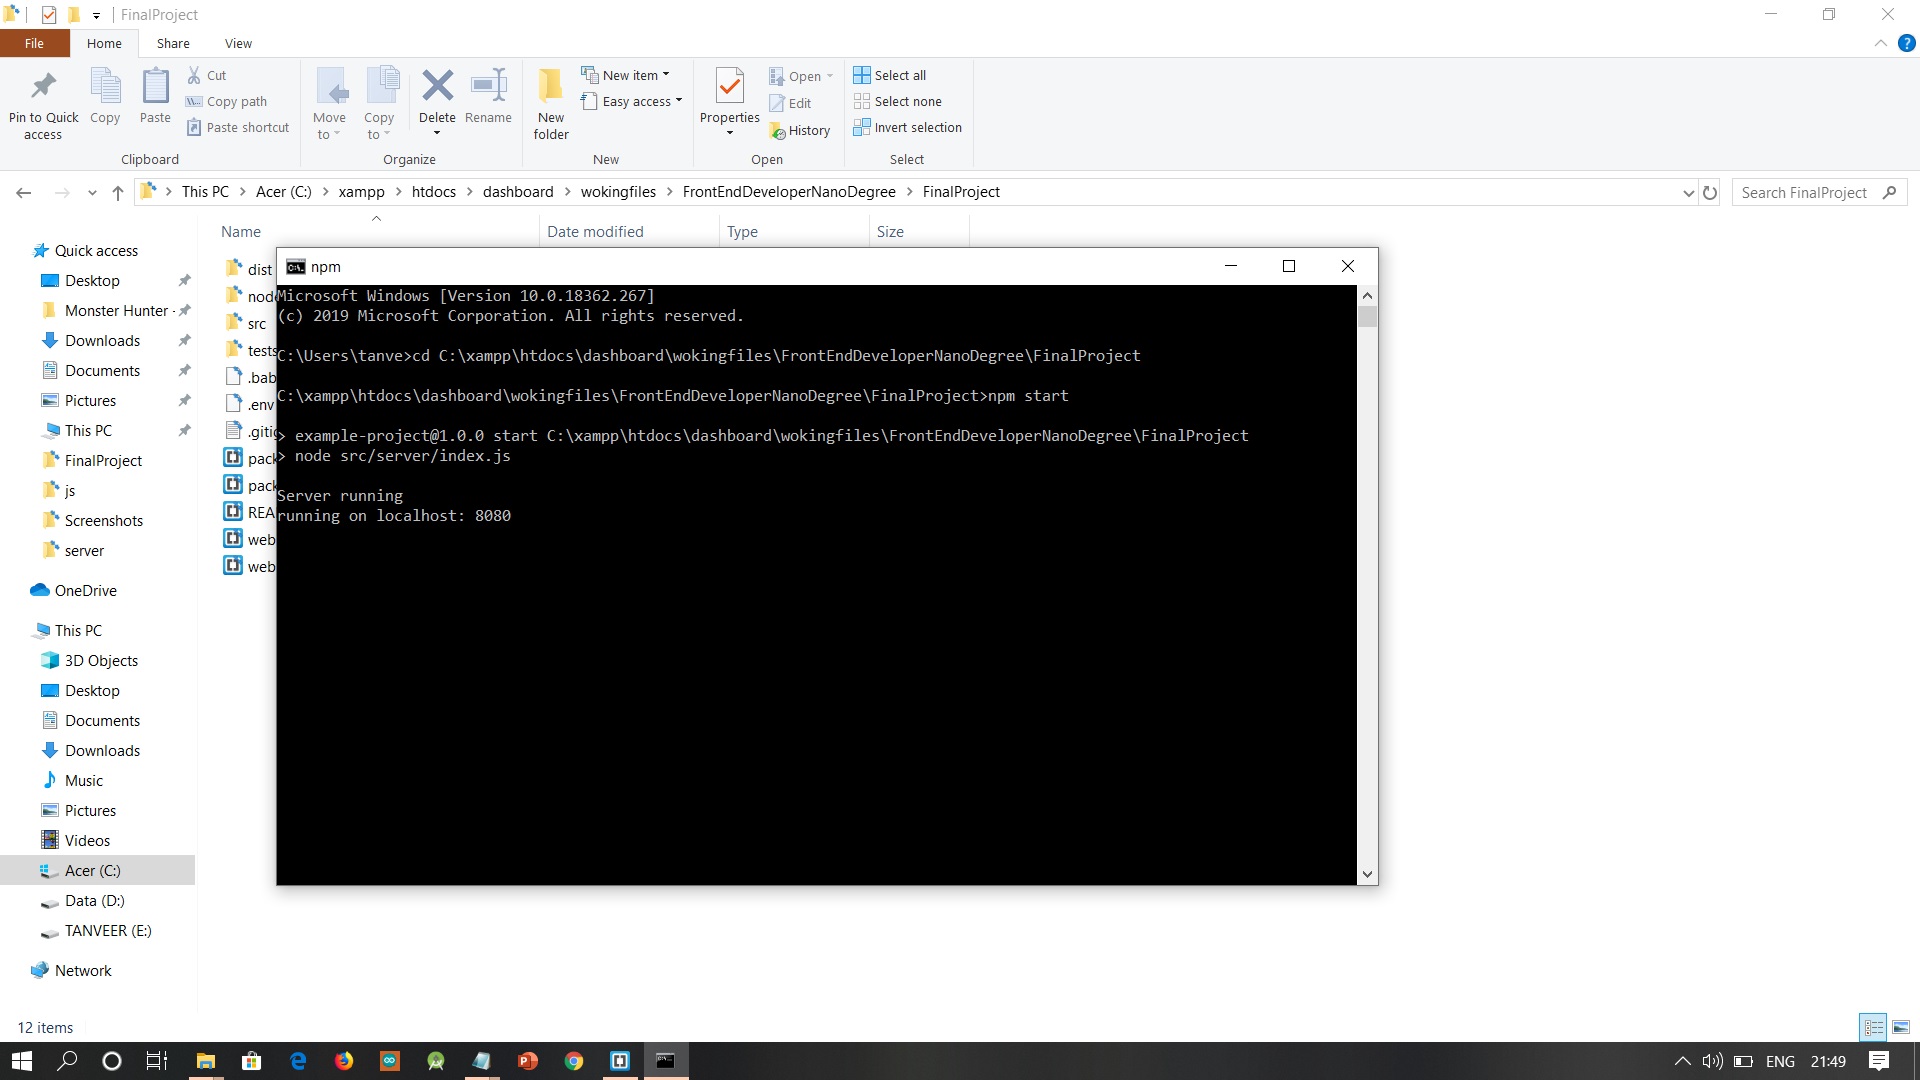 FinalProject
File Home Share View
Pin to Quick access
Copy
Paste
Cut
Copy path
Paste shortcut
Clipboard
Move to
Copy to
Delete
Rename
Organize
New folder
New item
Easy access
New
Properties
Open
Edit
History
Open
Select all
Select none
Invert selection
Select
This PC > Acer (C:) > xampp > htdocs > dashboard > wokingfiles > FrontEndDeveloperNanoDegree > FinalProject
Search FinalProject
Name Date modified Type Size
Quick access
Desktop
Monster Hunter -
Downloads
Documents
Pictures
This PC
FinalProject
js
Screenshots
server
OneDrive
This PC
3D Objects
Desktop
Documents
Downloads
Music
Pictures
Videos
Acer (C:)
Data (D:)
TANVEER (E:)
Network
dist
nod
src
tests
.bab
.env
.gitig
pack
pack
REA
web
web
npm
Microsoft Windows [Version 10.0.18362.267]
(c) 2019 Microsoft Corporation. All rights reserved.
C:\Users\tanve>cd C:\xampp\htdocs\dashboard\wokingfiles\FrontEndDeveloperNanoDegree\FinalProject
C:\xampp\htdocs\dashboard\wokingfiles\FrontEndDeveloperNanoDegree\FinalProject>npm start
> example-project@1.0.0 start C:\xampp\htdocs\dashboard\wokingfiles\FrontEndDeveloperNanoDegree\FinalProject
> node src/server/index.js
Server running
running on localhost: 8080
12 items
ENG 21:49